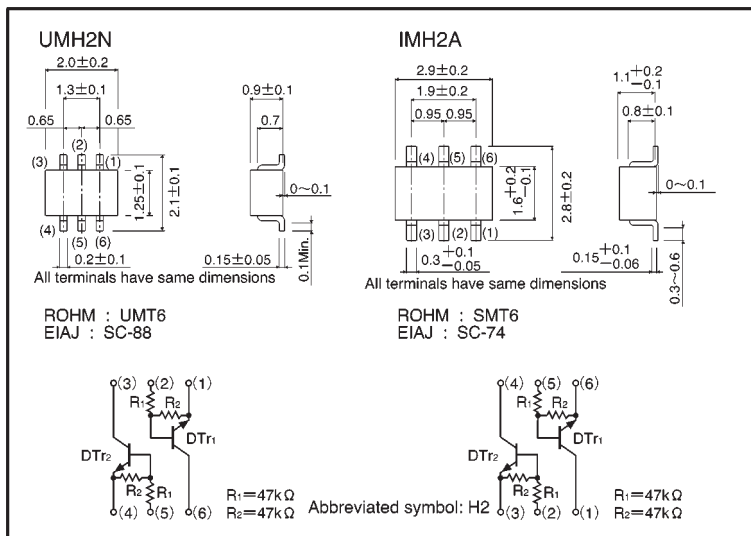 UMH2N
2.0±0.2
1.3±0.1
0.65
0.65
(2)
(3)
(1)
1.25±0.1
2.1±0.1
(4)
(5)
(6)
0.2±0.1
All terminals have same dimensions
0.9±0.1
0.7
0~0.1
0.15±0.05
0.1Min.
ROHM : UMT6
EIAJ : SC-88
IMH2A
2.9±0.2
1.9±0.2
0.95
0.95
(4)
(5)
(6)
1.6+0.2−0.1
2.8±0.2
(3)
(2)
(1)
0.3+0.1−0.05
All terminals have same dimensions
1.1+0.2−0.1
0.8±0.1
0~0.1
0.15+0.1−0.06
0.3~0.6
ROHM : SMT6
EIAJ : SC-74
(3) (2) (1)
R1
R2
DTr1
DTr2
R2
R1
(4) (5) (6)
R1=47kΩ
R2=47kΩ
Abbreviated symbol: H2
(4) (5) (6)
R1
R2
DTr1
DTr2
R2
R1
(3) (2) (1)
R1=47kΩ
R2=47kΩ